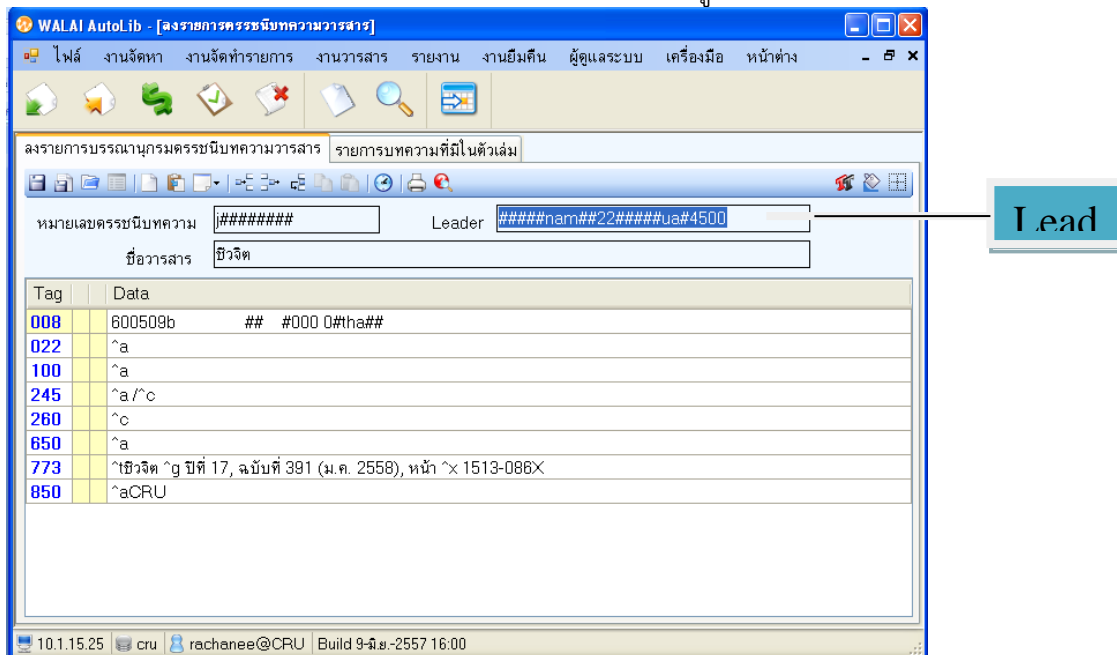 WALAI AutoLib - [ลงรายการดรรชนีบทความวารสาร]
ไฟล์ งานจัดหา งานจัดทำรายการ งานวารสาร รายงาน งานยืมคืน ผู้ดูแลระบบ เครื่องมือ หน้าต่าง
ลงรายการบรรณานุกรมดรรชนีบทความวารสาร รายการบทความที่มีในตัวเล่ม
หมายเลขดรรชนีบทความ j######## Leader #####nam##22#####ua#4500
Lead
ชื่อวารสาร ชีวจิต
Tag Data
008 600509b ## #000 0#tha##
022 ^a
100 ^a
245 ^a /^c
260 ^c
650 ^a
773 ^tชีวจิต ^g ปีที่ 17, ฉบับที่ 391 (ม.ค. 2558), หน้า ^x 1513-086X
850 ^aCRU
10.1.15.25 cru rachanee@CRU Build 9-มิ.ย.-2557 16:00